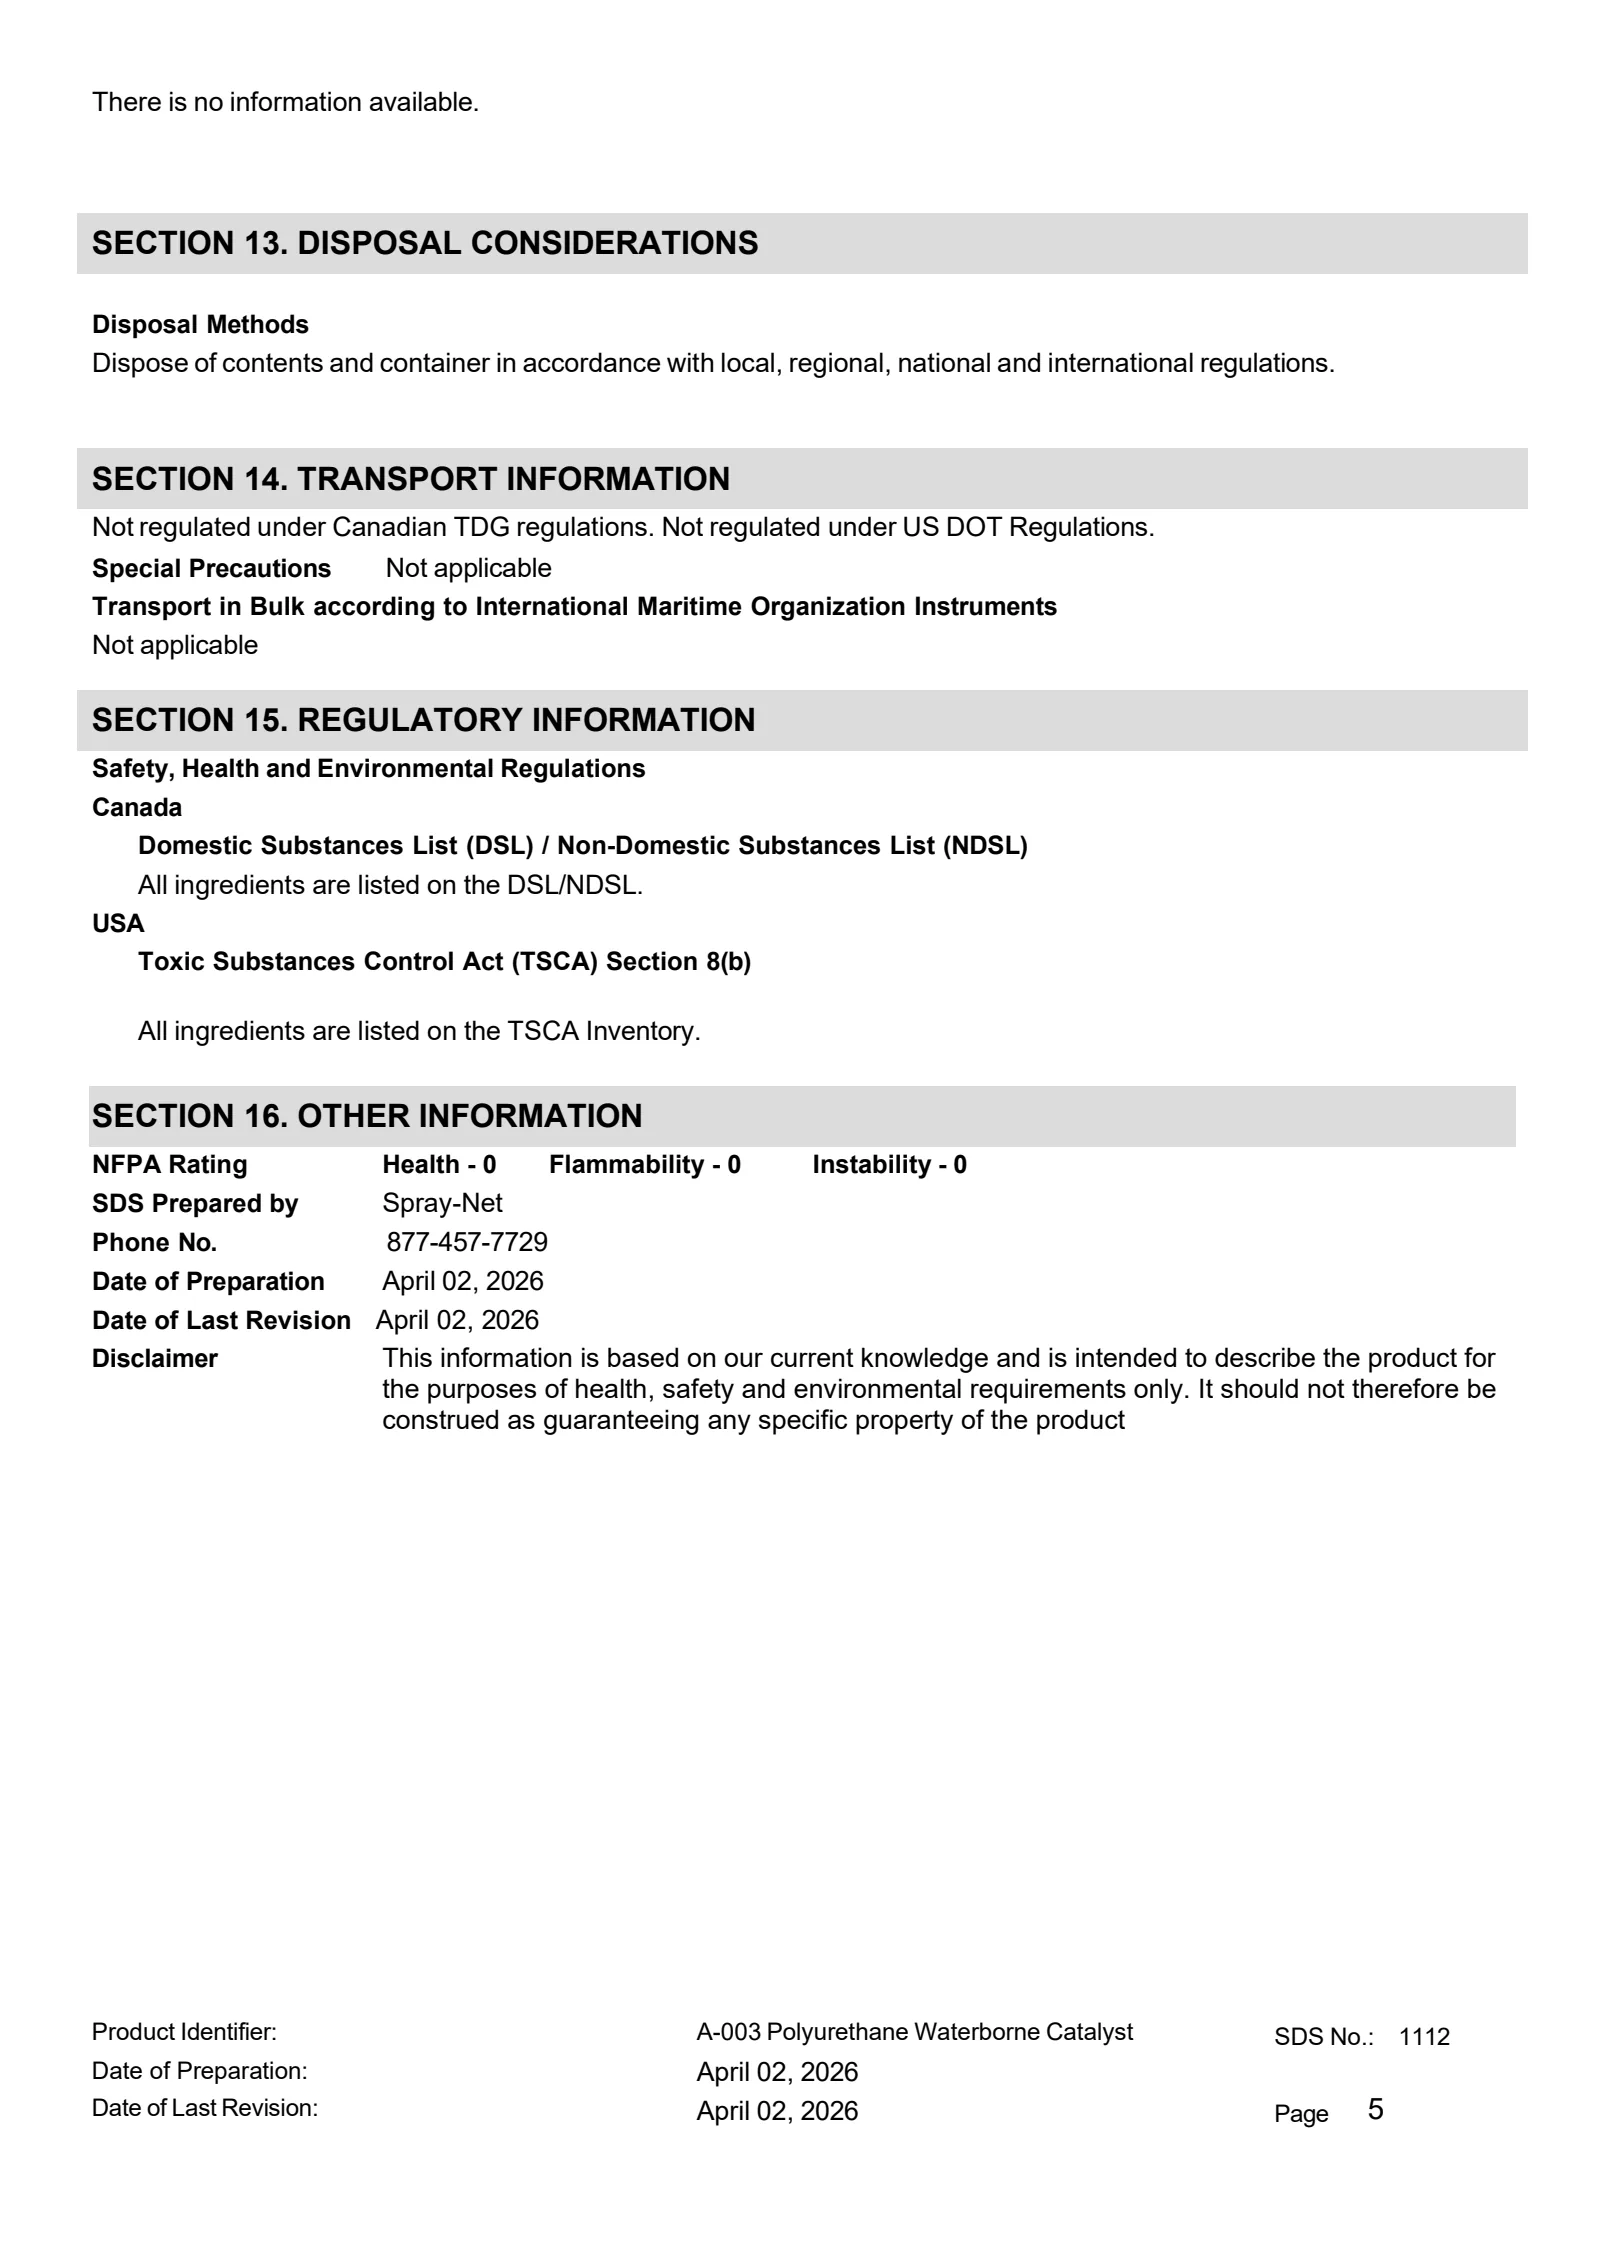 There is no information available.
SECTION 13. DISPOSAL CONSIDERATIONS
Disposal Methods
Dispose of contents and container in accordance with local, regional, national and international regulations.
SECTION 14. TRANSPORT INFORMATION
Not regulated under Canadian TDG regulations. Not regulated under US DOT Regulations.
Special Precautions Not applicable
Transport in Bulk according to International Maritime Organization Instruments
Not applicable
SECTION 15. REGULATORY INFORMATION
Safety, Health and Environmental Regulations
Canada
Domestic Substances List (DSL) / Non-Domestic Substances List (NDSL)
All ingredients are listed on the DSL/NDSL.
USA
Toxic Substances Control Act (TSCA) Section 8(b)
All ingredients are listed on the TSCA Inventory.
SECTION 16. OTHER INFORMATION
NFPA Rating Health - 0 Flammability - 0 Instability - 0
SDS Prepared by Spray-Net
Phone No. 877-457-7729
Date of Preparation April 02, 2026
Date of Last Revision April 02, 2026
Disclaimer This information is based on our current knowledge and is intended to describe the product for
the purposes of health, safety and environmental requirements only. It should not therefore be
construed as guaranteeing any specific property of the product
Product Identifier: A-003 Polyurethane Waterborne Catalyst SDS No.: 1112
Date of Preparation: April 02, 2026
Date of Last Revision: April 02, 2026 Page 5